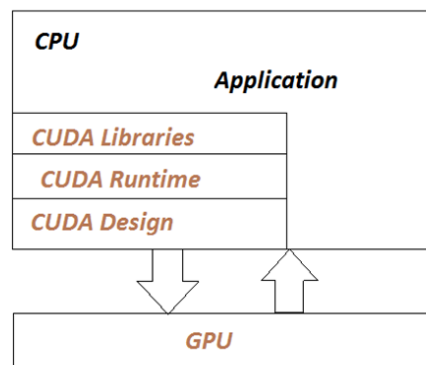 CPU
Application
CUDA Libraries
CUDA Runtime
CUDA Design
GPU